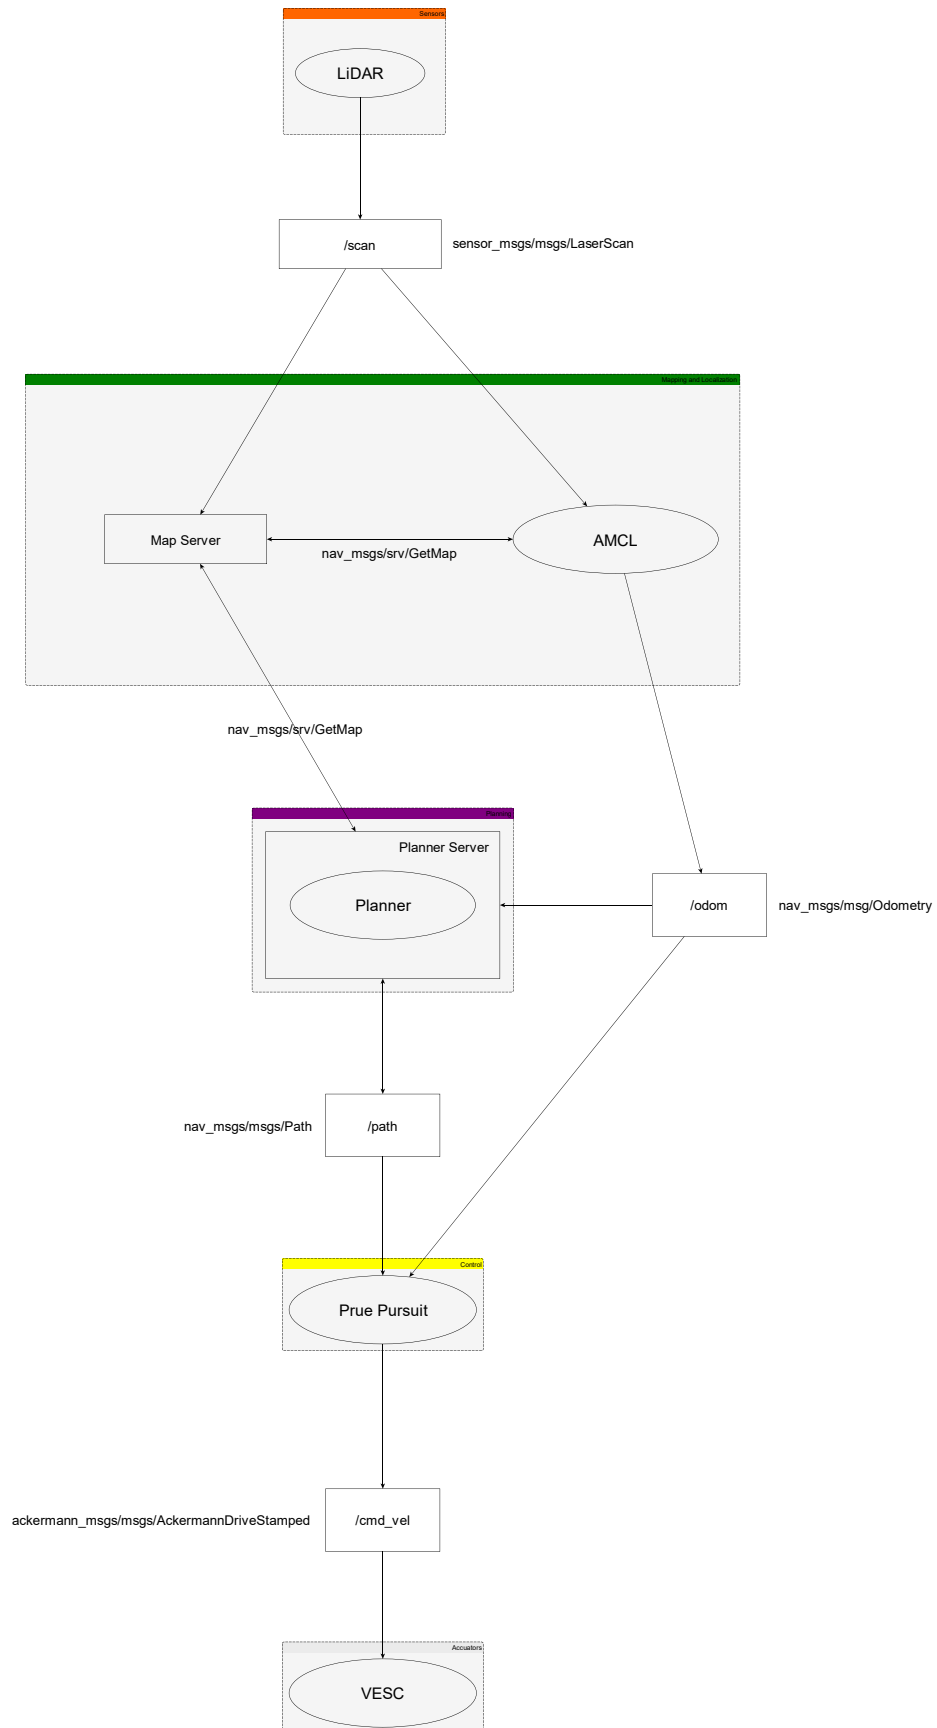 Sensors
LiDAR
/scan
sensor_msgs/msgs/LaserScan
Mapping and Localization
Map Server
nav_msgs/srv/GetMap
AMCL
nav_msgs/srv/GetMap
Planning
Planner Server
Planner
/odom
nav_msgs/msg/Odometry
nav_msgs/msgs/Path
/path
Control
Prue Pursuit
ackermann_msgs/msgs/AckermannDriveStamped
/cmd_vel
Accuators
VESC